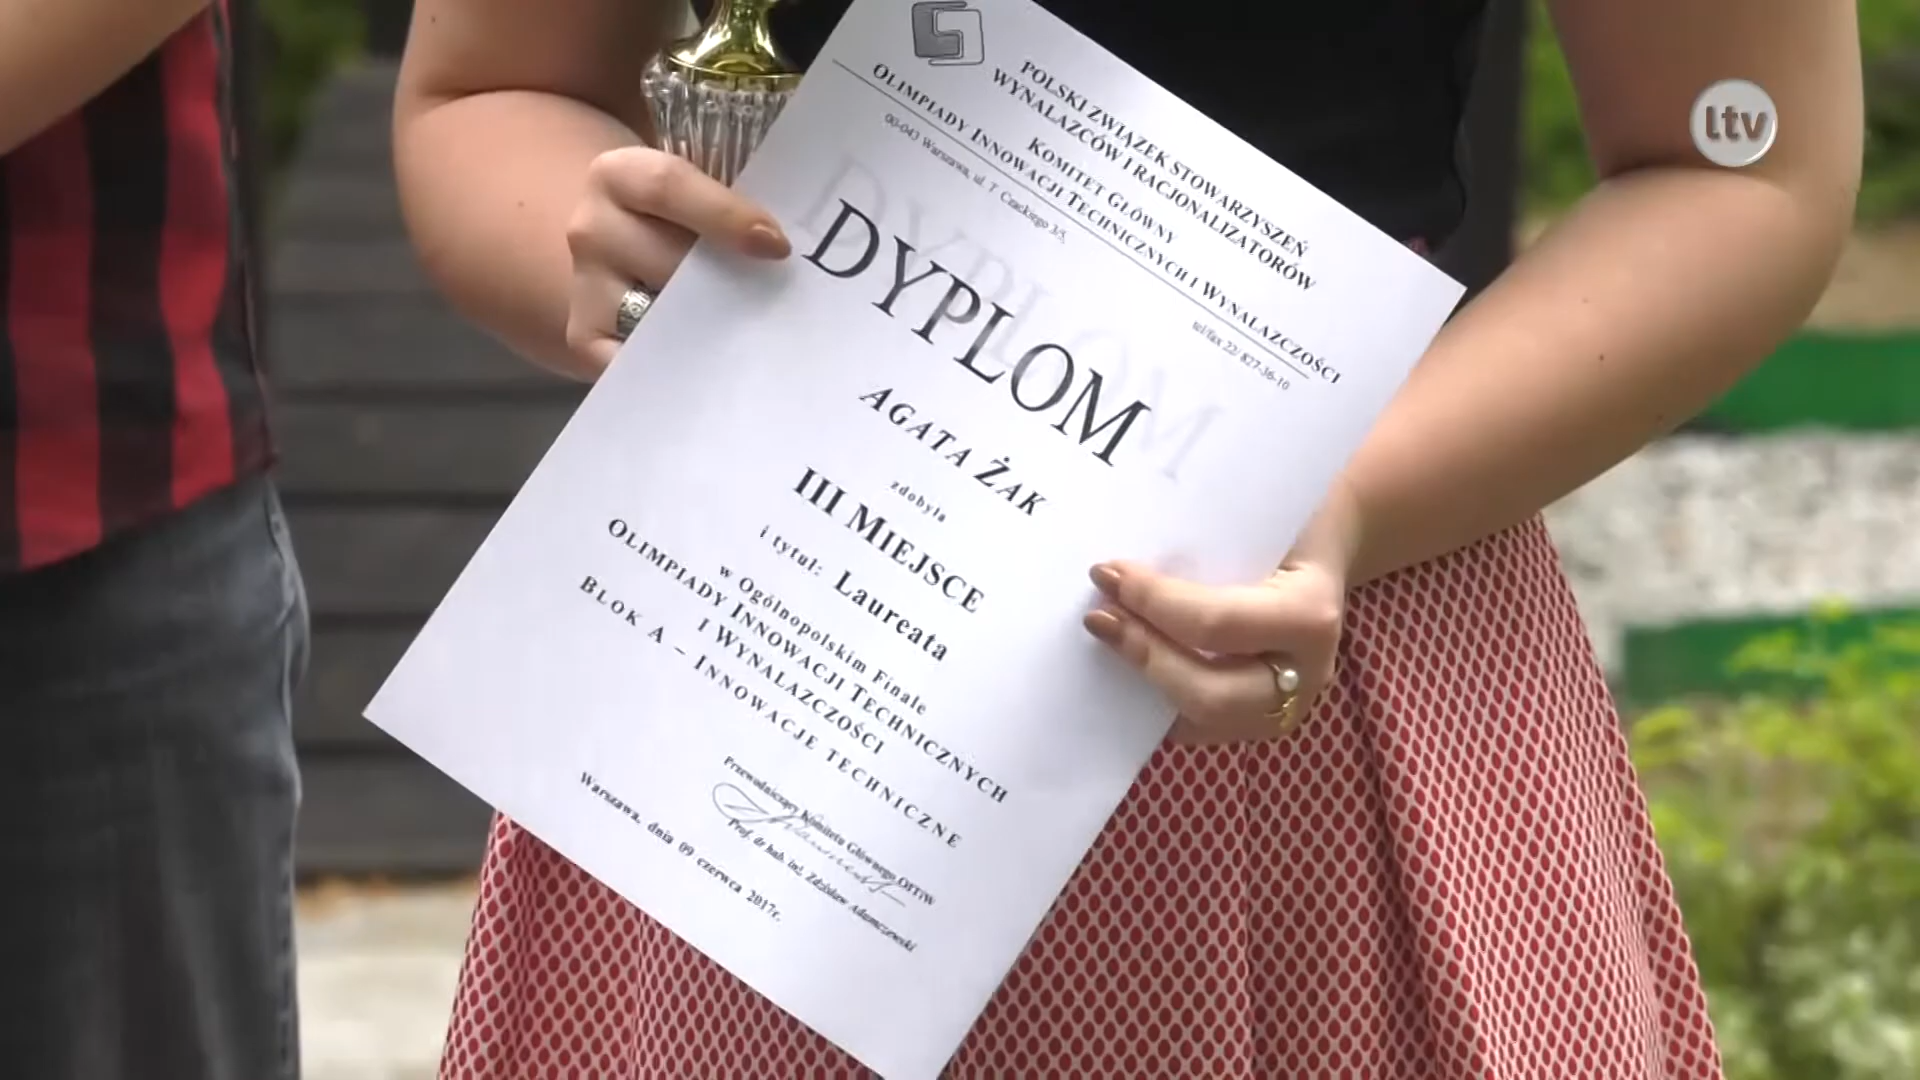 ltv
POLSKI ZWIĄZEK STOWARZYSZEŃ
WYNALAZCÓW I RACJONALIZATORÓW
KOMITET GŁÓWNY
OLIMPIADY INNOWACJI TECHNICZNYCH I WYNALAZCZOŚCI
00-043 Warszawa, ul. T. Czackiego 3/5, tel/fax 22/ 827-36-10
DYPLOM
AGATA ŻAK
zdobyła
III MIEJSCE
i tytuł: Laureata
w Ogólnopolskim Finale
OLIMPIADY INNOWACJI TECHNICZNYCH
I WYNALAZCZOŚCI
BLOK A – INNOWACJE TECHNICZNE
Przewodniczący Komitetu Głównego OITiW
Prof. dr hab. inż. Zdzisław Adamczewski
Warszawa, dnia 09 czerwca 2017r.